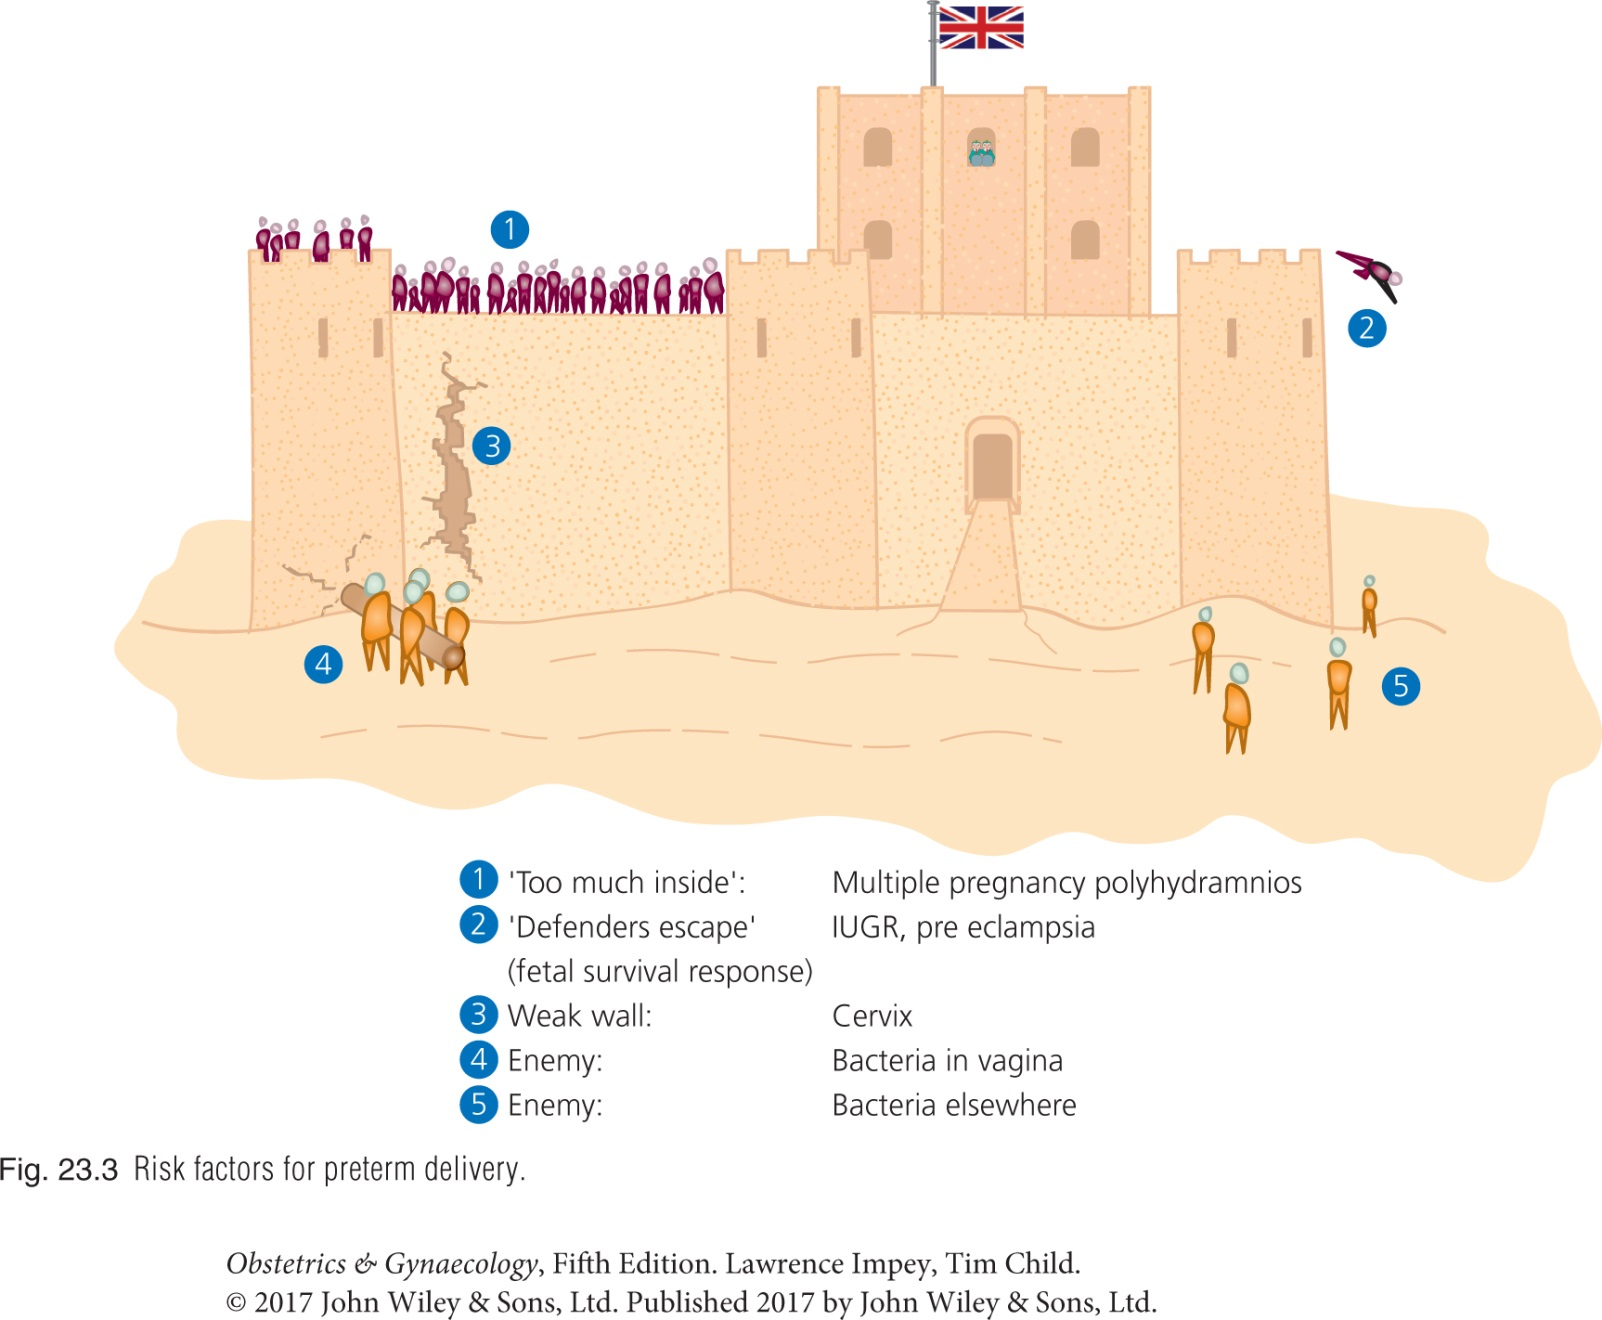 1
2
3
4
5
1 'Too much inside': Multiple pregnancy polyhydramnios
2 'Defenders escape' IUGR, pre eclampsia
(fetal survival response)
3 Weak wall: Cervix
4 Enemy: Bacteria in vagina
5 Enemy: Bacteria elsewhere
Fig. 23.3 Risk factors for preterm delivery.
Obstetrics & Gynaecology, Fifth Edition. Lawrence Impey, Tim Child.
© 2017 John Wiley & Sons, Ltd. Published 2017 by John Wiley & Sons, Ltd.